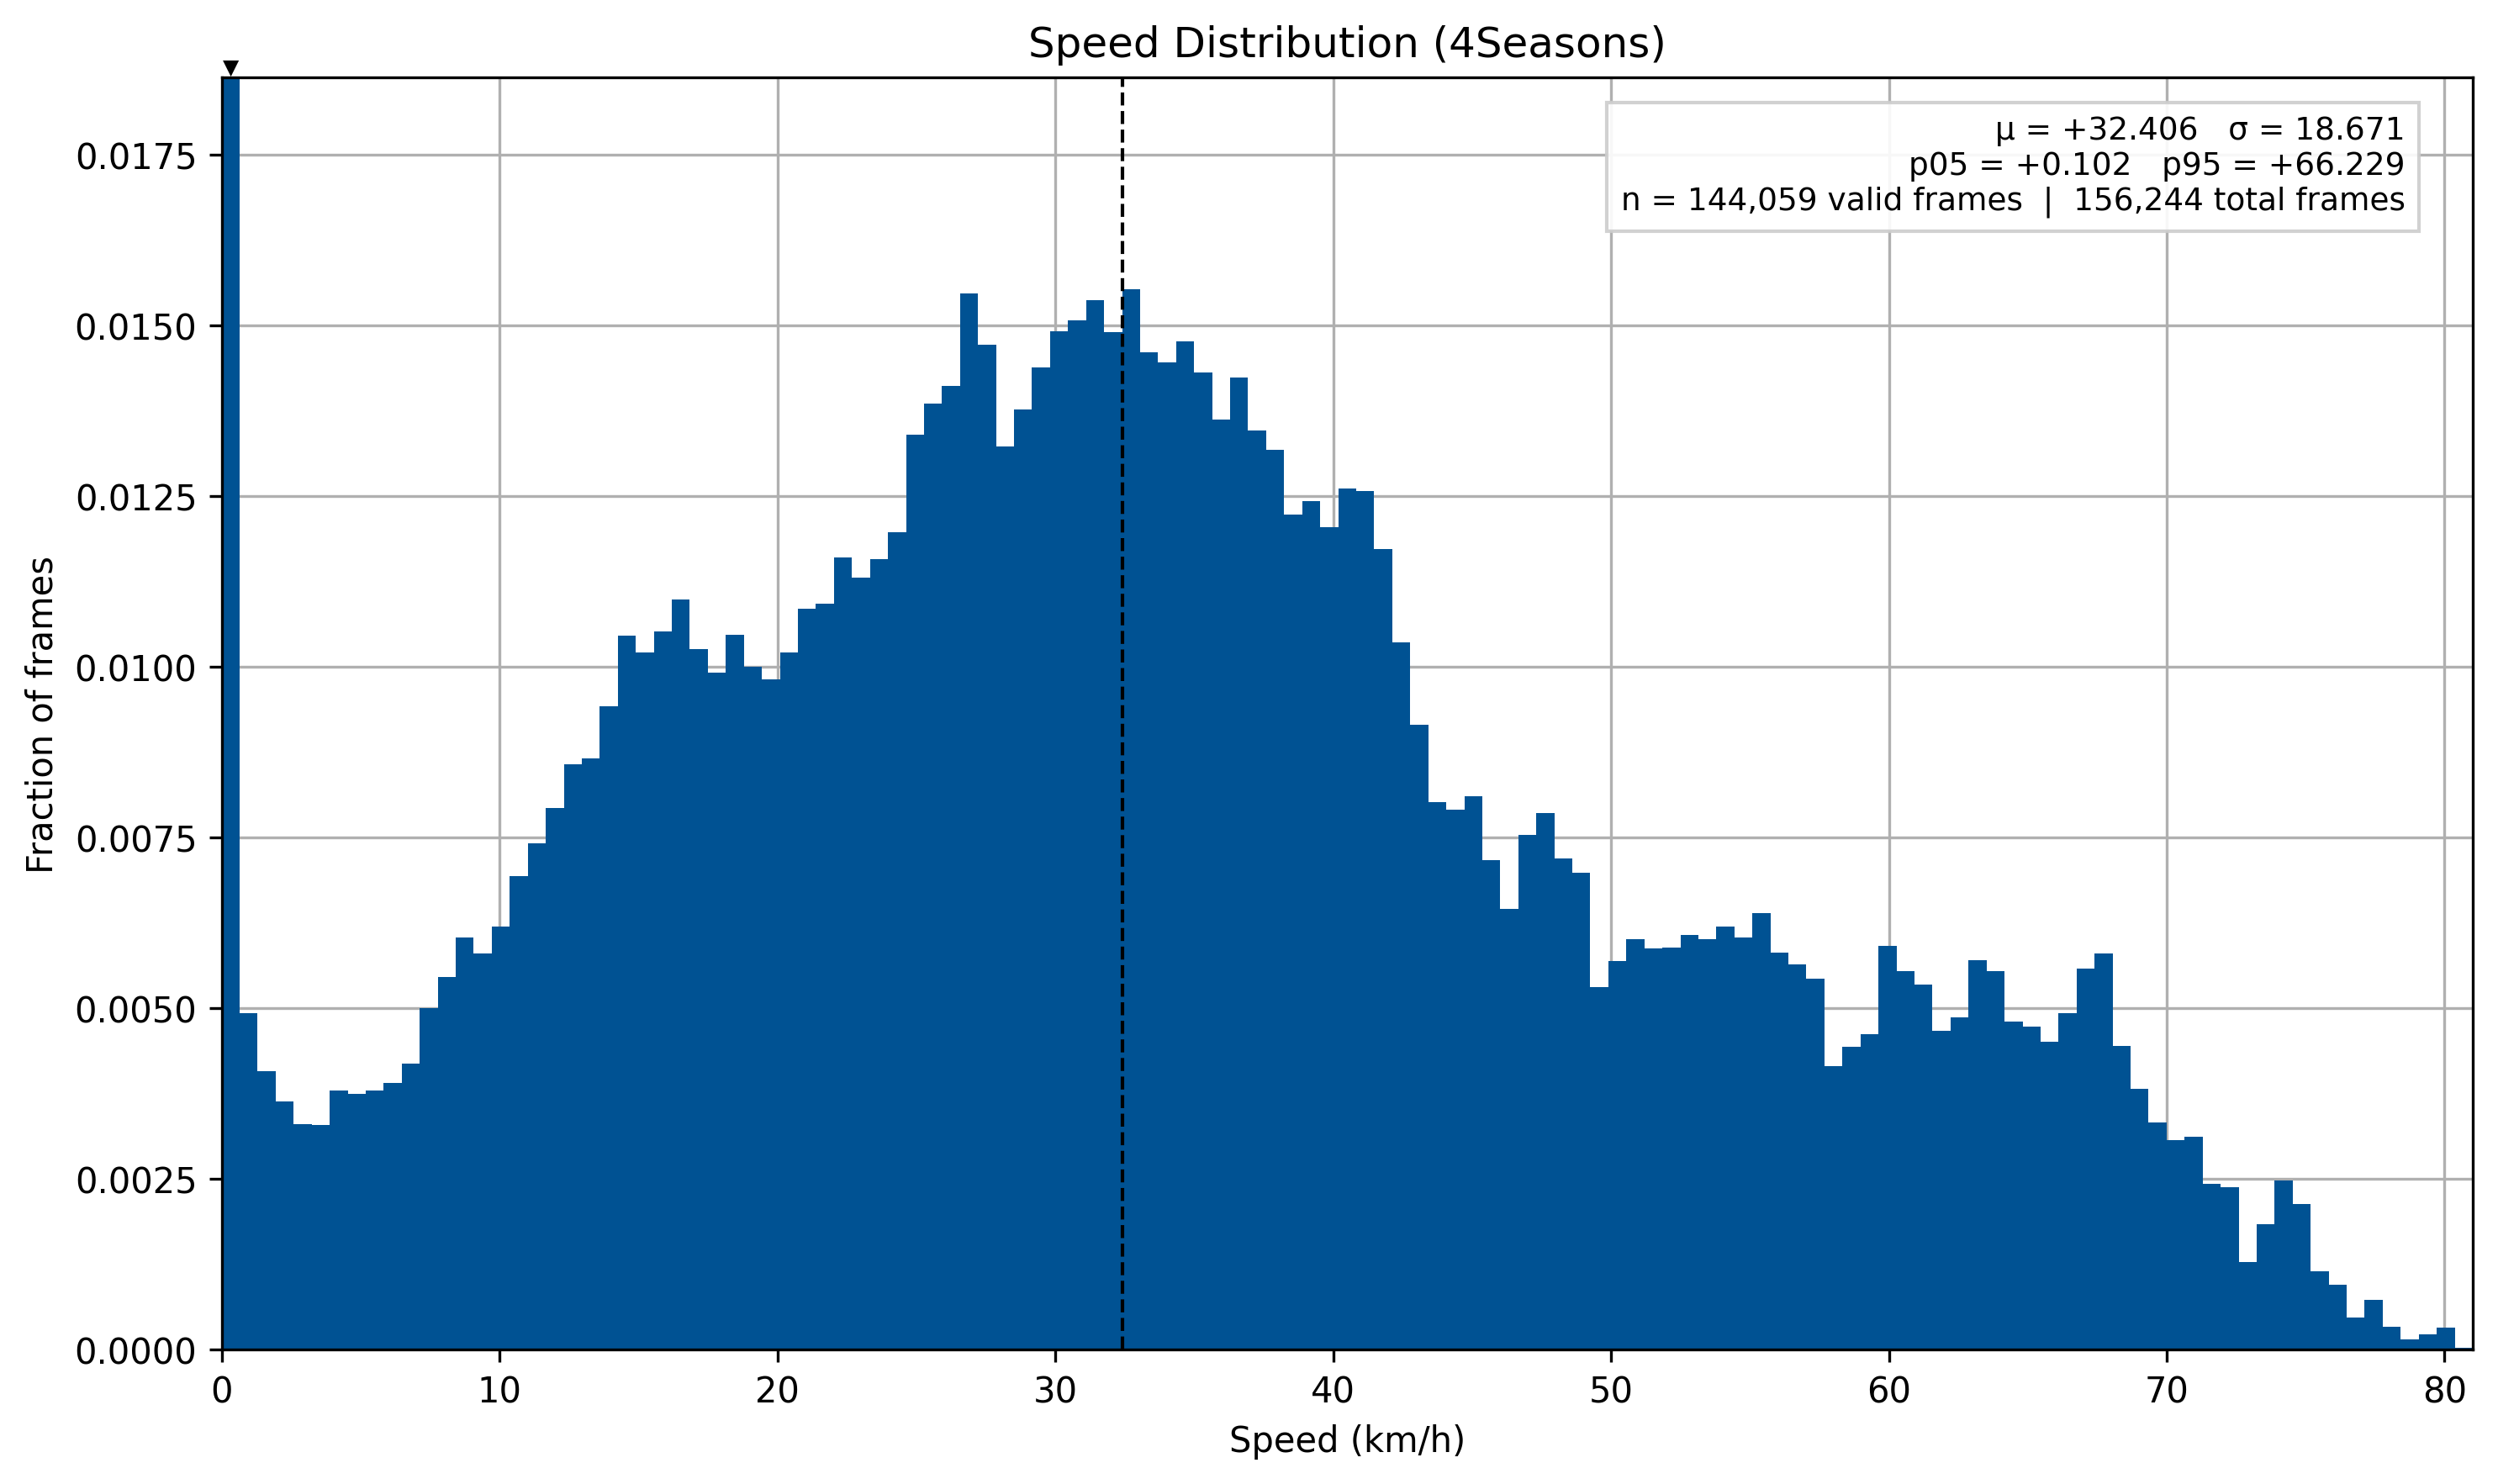 Speed Distribution (4Seasons)
μ = +32.406   σ = 18.671
p05 = +0.102   p95 = +66.229
n = 144,059 valid frames  |  156,244 total frames
Fraction of frames
0.0175
0.0150
0.0125
0.0100
0.0075
0.0050
0.0025
0.0000
0 10 20 30 40 50 60 70 80
Speed (km/h)